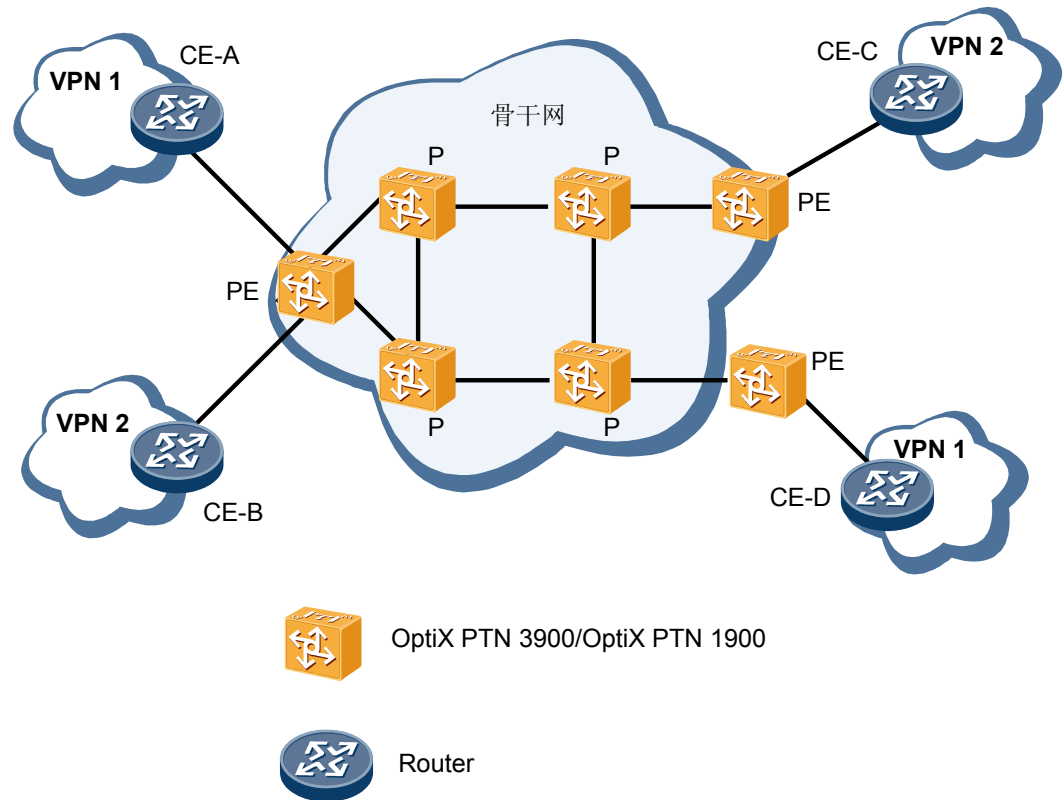 CE-A
VPN 1
CE-C
VPN 2
骨干网
P
P
PE
PE
PE
P
P
VPN 2
CE-B
VPN 1
CE-D
OptiX PTN 3900/OptiX PTN 1900
Router